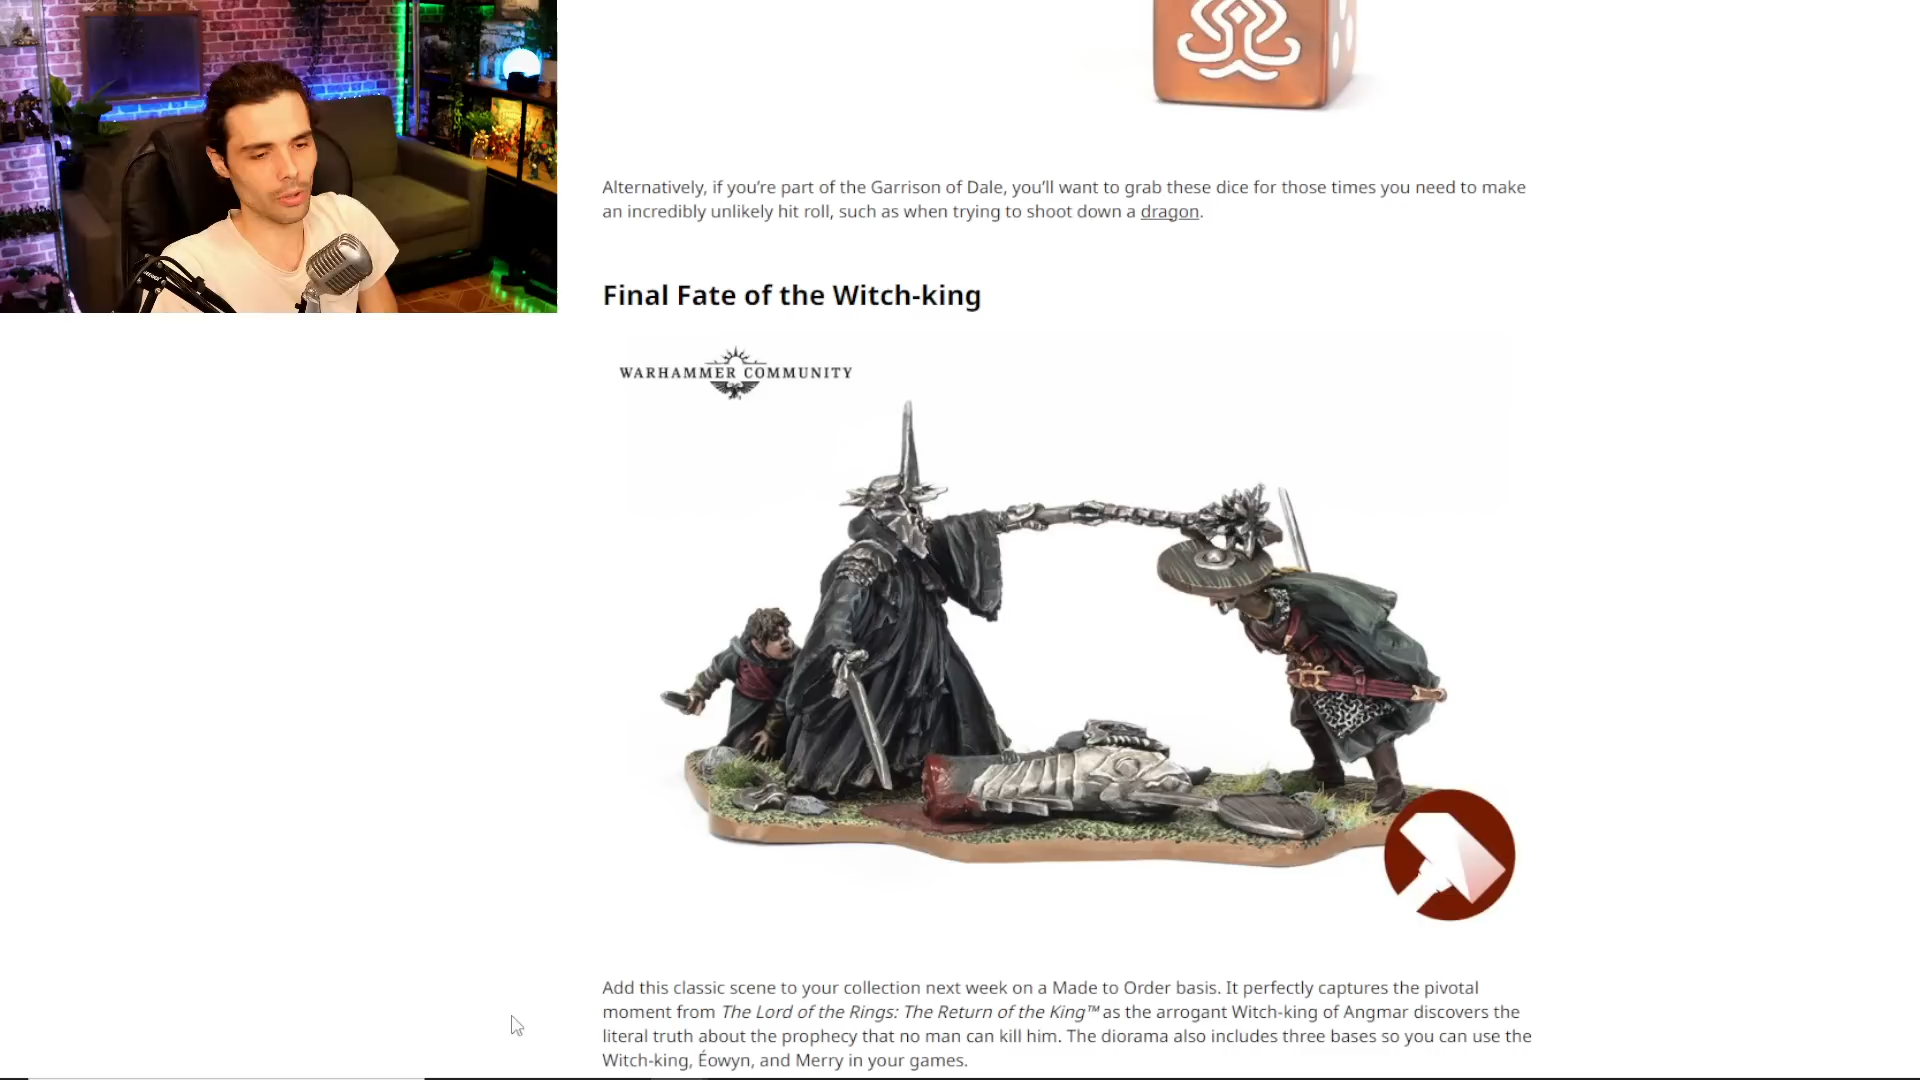 Alternatively, if you’re part of the Garrison of Dale, you’ll want to grab these dice for those times you need to make
an incredibly unlikely hit roll, such as when trying to shoot down a dragon.
Final Fate of the Witch-king
WARHAMMER COMMUNITY
Add this classic scene to your collection next week on a Made to Order basis. It perfectly captures the pivotal
moment from The Lord of the Rings: The Return of the King™ as the arrogant Witch-king of Angmar discovers the
literal truth about the prophecy that no man can kill him. The diorama also includes three bases so you can use the
Witch-king, Éowyn, and Merry in your games.